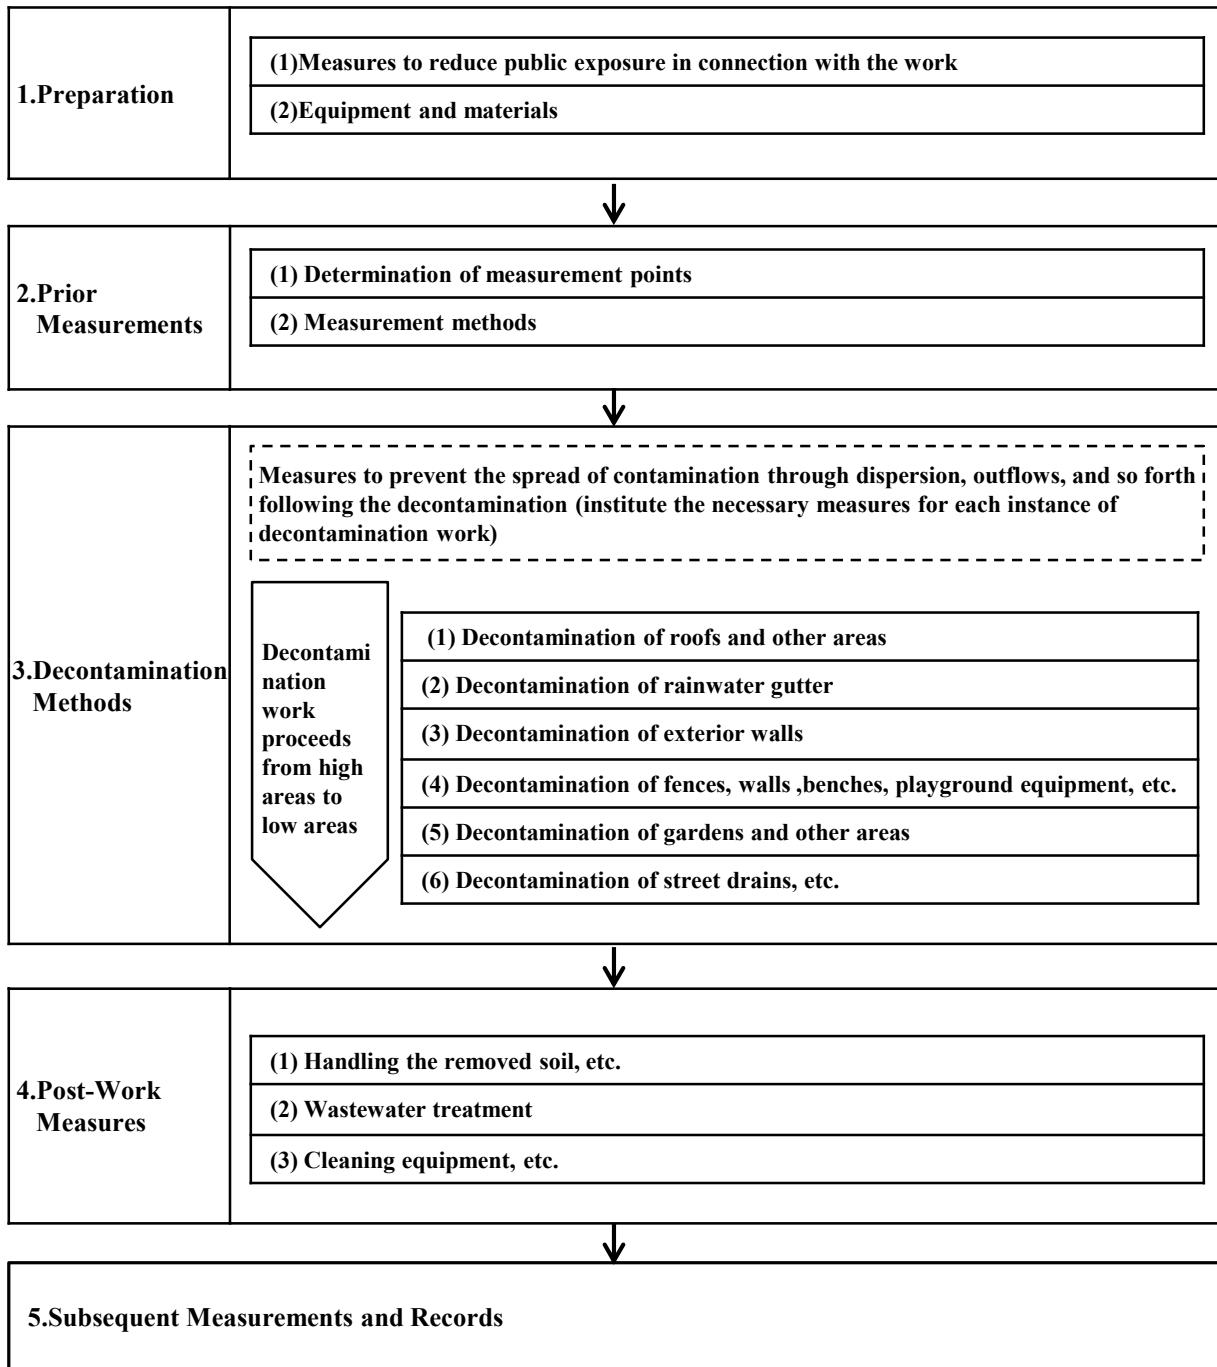 1.Preparation
(1)Measures to reduce public exposure in connection with the work
(2)Equipment and materials
2.Prior
Measurements
(1) Determination of measurement points
(2) Measurement methods
3.Decontamination
Methods
Measures to prevent the spread of contamination through dispersion, outflows, and so forth
following the decontamination (institute the necessary measures for each instance of
decontamination work)
Decontami
nation
work
proceeds
from high
areas to
low areas
(1) Decontamination of roofs and other areas
(2) Decontamination of rainwater gutter
(3) Decontamination of exterior walls
(4) Decontamination of fences, walls ,benches, playground equipment, etc.
(5) Decontamination of gardens and other areas
(6) Decontamination of street drains, etc.
4.Post-Work
Measures
(1) Handling the removed soil, etc.
(2) Wastewater treatment
(3) Cleaning equipment, etc.
5.Subsequent Measurements and Records